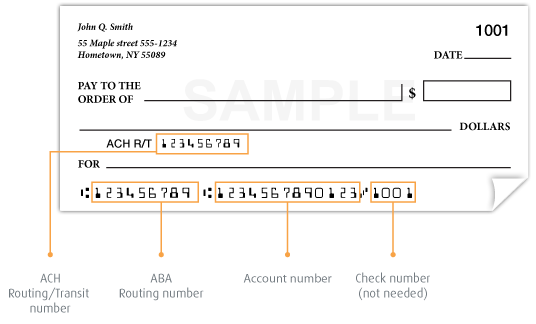 John Q. Smith
1001
55 Maple street 555-1234
Hometown, NY 55089
DATE
PAY TO THE
ORDER OF
$
SAMPLE
DOLLARS
ACH R/T 123456789
FOR
⑆123456789 ⑆1234567890123⑈1001
ACH
Routing/Transit
number
ABA
Routing number
Account number
Check number
(not needed)